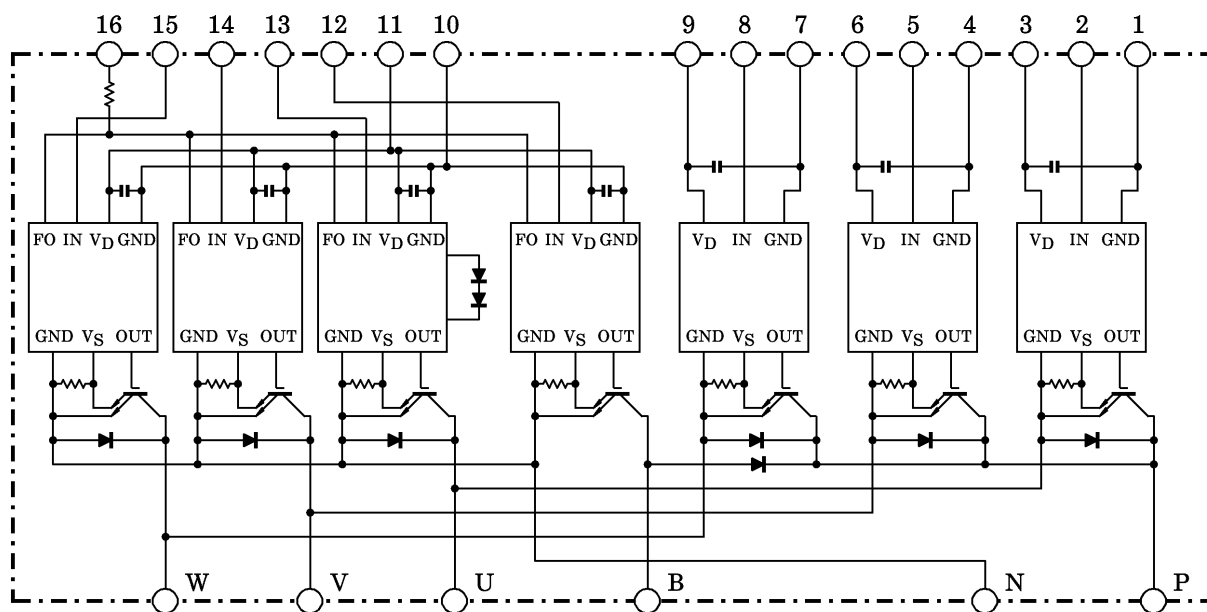 16 15 14 13 12 11 10 9 8 7 6 5 4 3 2 1
FO IN VD GND FO IN VD GND FO IN VD GND FO IN VD GND VD IN GND VD IN GND VD IN GND
GND VS OUT GND VS OUT GND VS OUT GND VS OUT GND VS OUT GND VS OUT GND VS OUT
W V U B N P